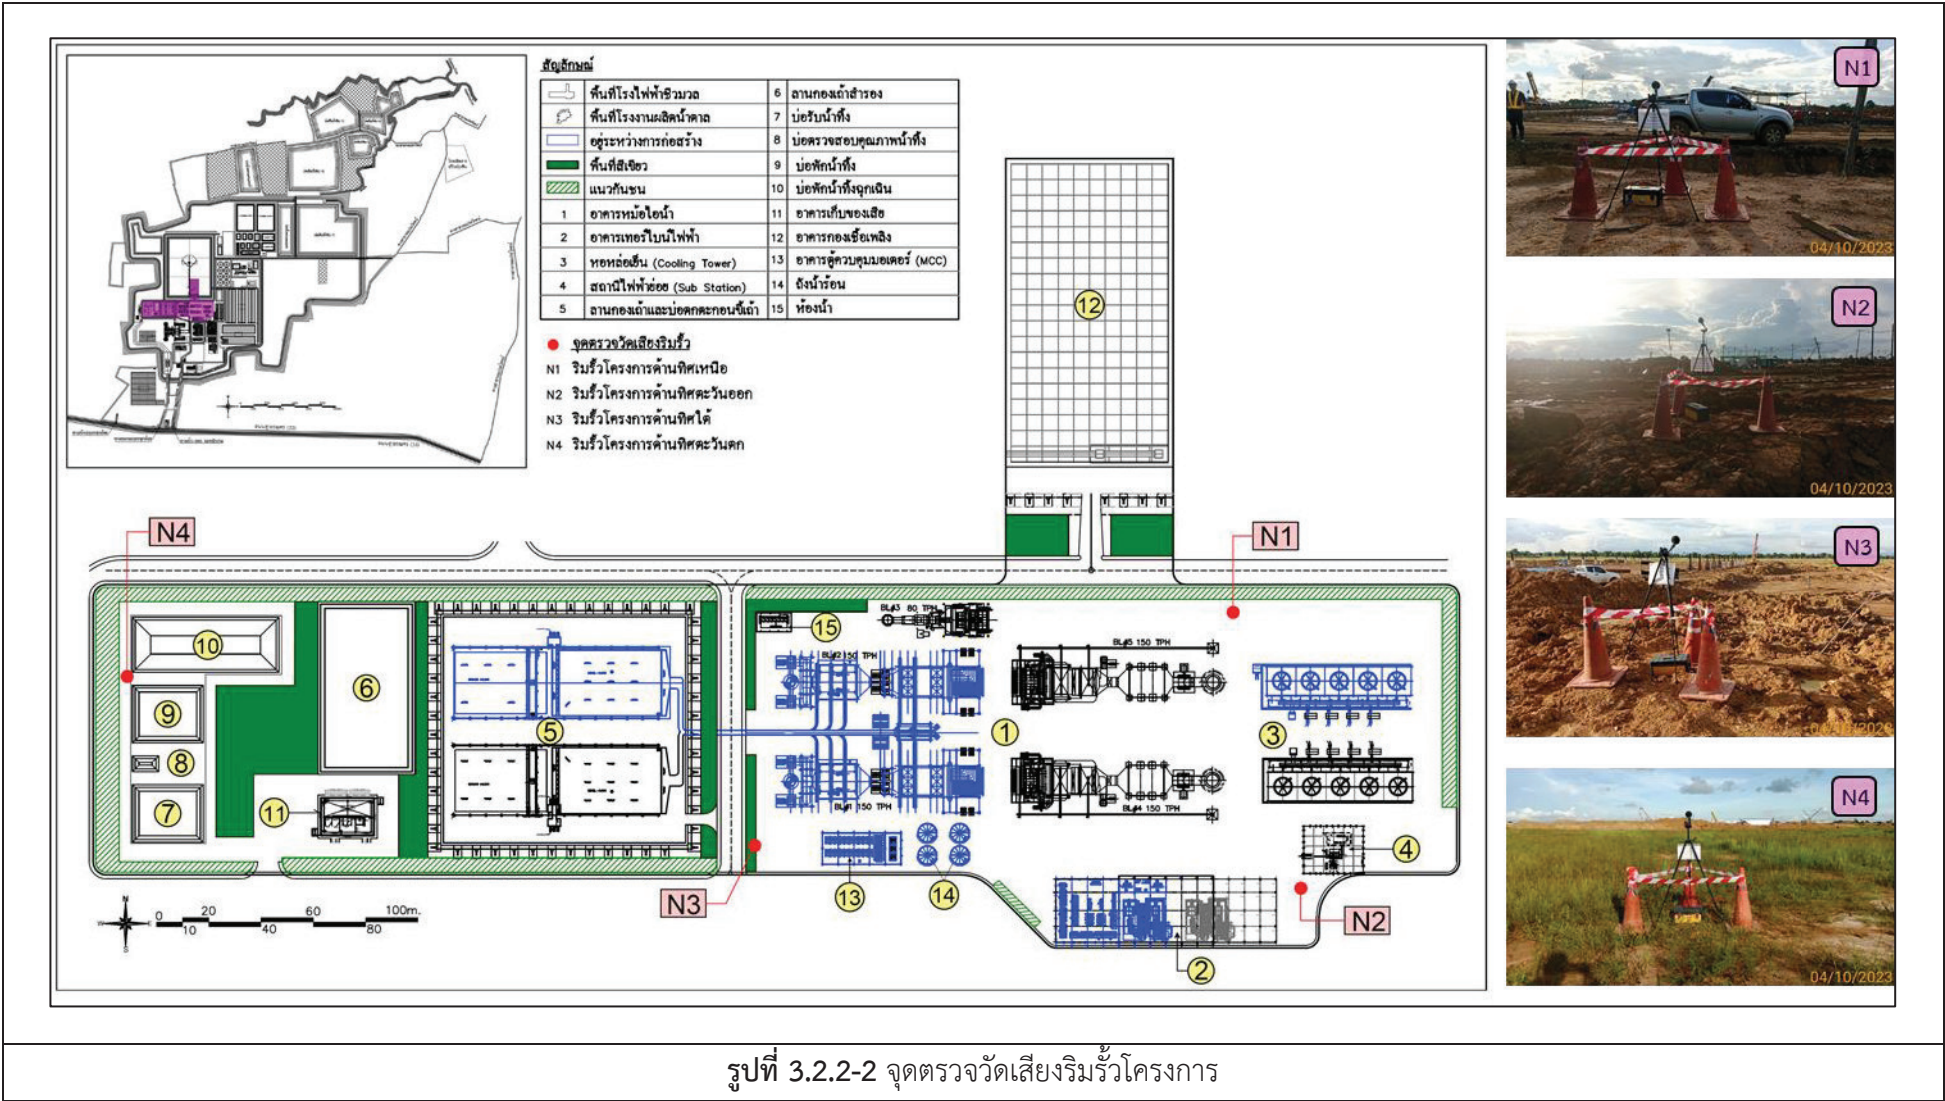 สัญลักษณ์
พื้นที่โรงไฟฟ้าชีวมวล
พื้นที่โรงงานผลิตน้ำตาล
อยู่ระหว่างการก่อสร้าง
พื้นที่สีเขียว
แนวกันชน
1 อาคารหม้อไอน้ำ
2 อาคารเทอร์ไบน์ไฟฟ้า
3 หอหล่อเย็น (Cooling Tower)
4 สถานีไฟฟ้าย่อย (Sub Station)
5 ลานกองเถ้าและบ่อตกตะกอนขี้เถ้า
6 ลานกองเถ้าสำรอง
7 บ่อรับน้ำทิ้ง
8 บ่อตรวจสอบคุณภาพน้ำทิ้ง
9 บ่อพักน้ำทิ้ง
10 บ่อพักน้ำทิ้งฉุกเฉิน
11 อาคารเก็บของเสีย
12 อาคารกองเชื้อเพลิง
13 อาคารตู้ควบคุมมอเตอร์ (MCC)
14 ถังน้ำร้อน
15 ห้องน้ำ
จุดตรวจวัดเสียงริมรั้ว
N1 ริมรั้วโครงการด้านทิศเหนือ
N2 ริมรั้วโครงการด้านทิศตะวันออก
N3 ริมรั้วโครงการด้านทิศใต้
N4 ริมรั้วโครงการด้านทิศตะวันตก
12
N4
N1
BL#3 80 TPH
15
10
BL#2 150 TPH
BL#5 150 TPH
6
9
5
1
3
8
7
11
BL#1 150 TPH
BL#4 150 TPH
4
13
14
N3
N2
2
N
W
E
S
0 20 60 100m.
10 40 80
N1
04/10/2023
N2
04/10/2023
N3
N4
04/10/2023
รูปที่ 3.2.2-2 จุดตรวจวัดเสียงริมรั้วโครงการ